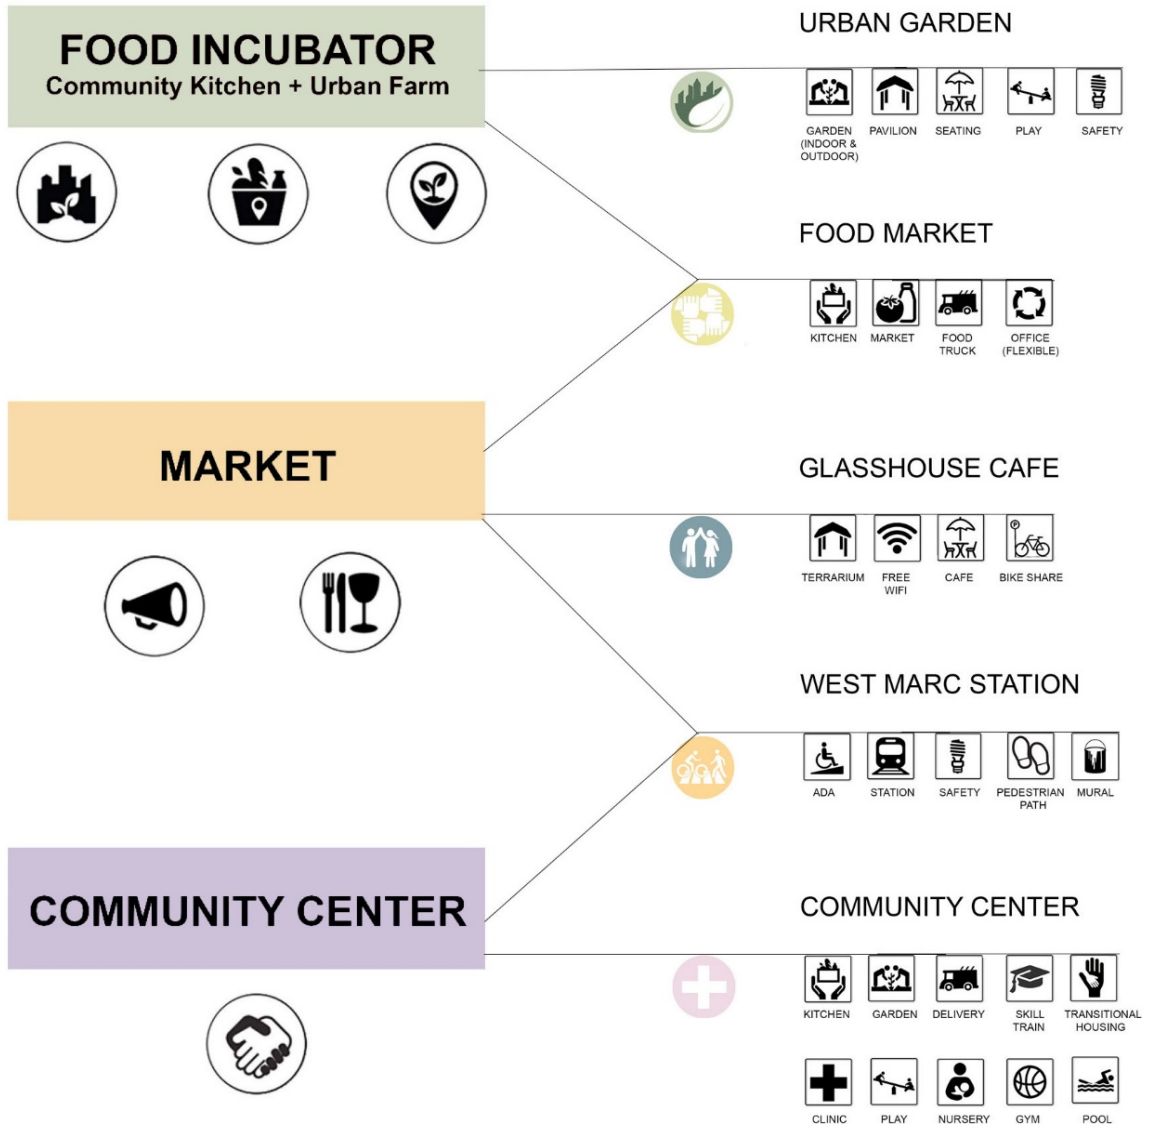 FOOD INCUBATOR
Community Kitchen + Urban Farm
URBAN GARDEN
GARDEN
(INDOOR &
OUTDOOR)
PAVILION
SEATING
PLAY
SAFETY
FOOD MARKET
KITCHEN
MARKET
FOOD
TRUCK
OFFICE
(FLEXIBLE)
MARKET
GLASSHOUSE CAFE
P
TERRARIUM
FREE
WIFI
CAFE
BIKE SHARE
WEST MARC STATION
ADA
STATION
SAFETY
PEDESTRIAN
PATH
MURAL
COMMUNITY CENTER
COMMUNITY CENTER
KITCHEN
GARDEN
DELIVERY
SKILL
TRAIN
TRANSITIONAL
HOUSING
CLINIC
PLAY
NURSERY
GYM
POOL